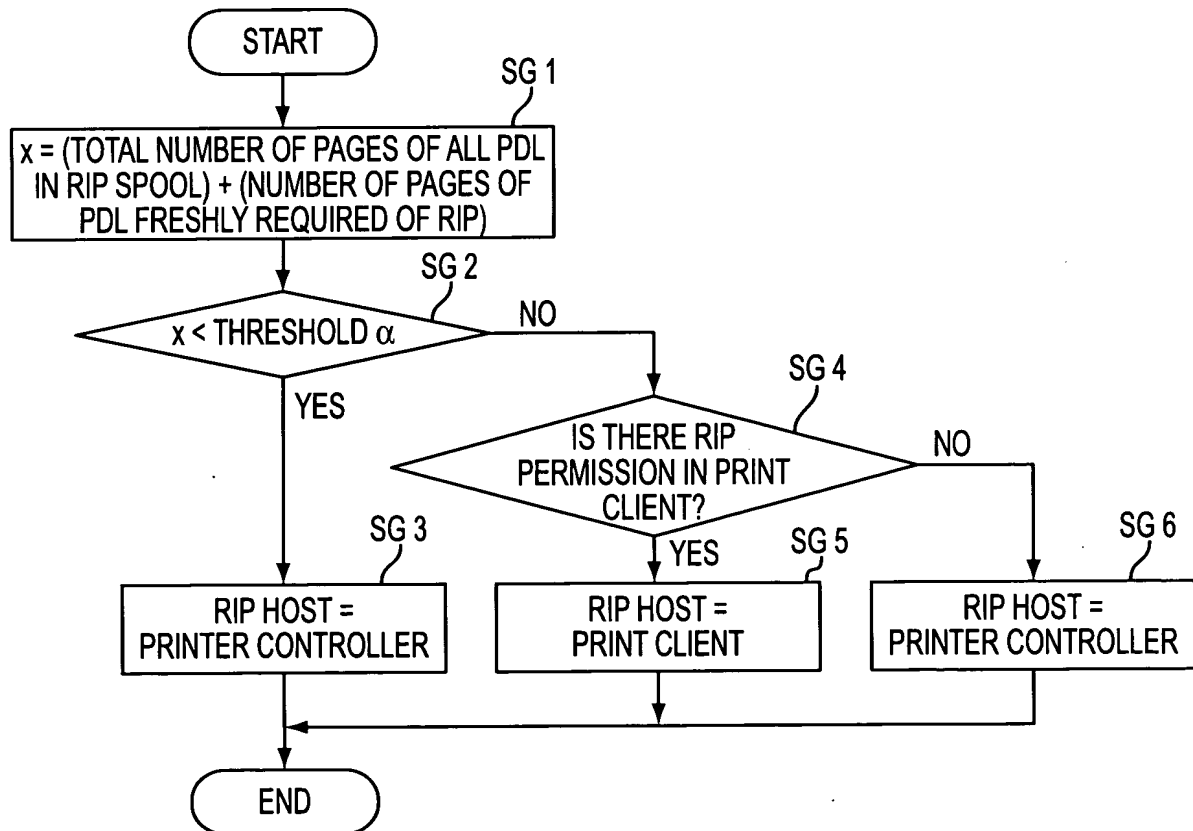 START
SG 1
x = (TOTAL NUMBER OF PAGES OF ALL PDL
IN RIP SPOOL) + (NUMBER OF PAGES OF
PDL FRESHLY REQUIRED OF RIP)
SG 2
x < THRESHOLD α
NO
YES
SG 4
IS THERE RIP
PERMISSION IN PRINT
CLIENT?
NO
YES
SG 3
RIP HOST =
PRINTER CONTROLLER
SG 5
RIP HOST =
PRINT CLIENT
SG 6
RIP HOST =
PRINTER CONTROLLER
END